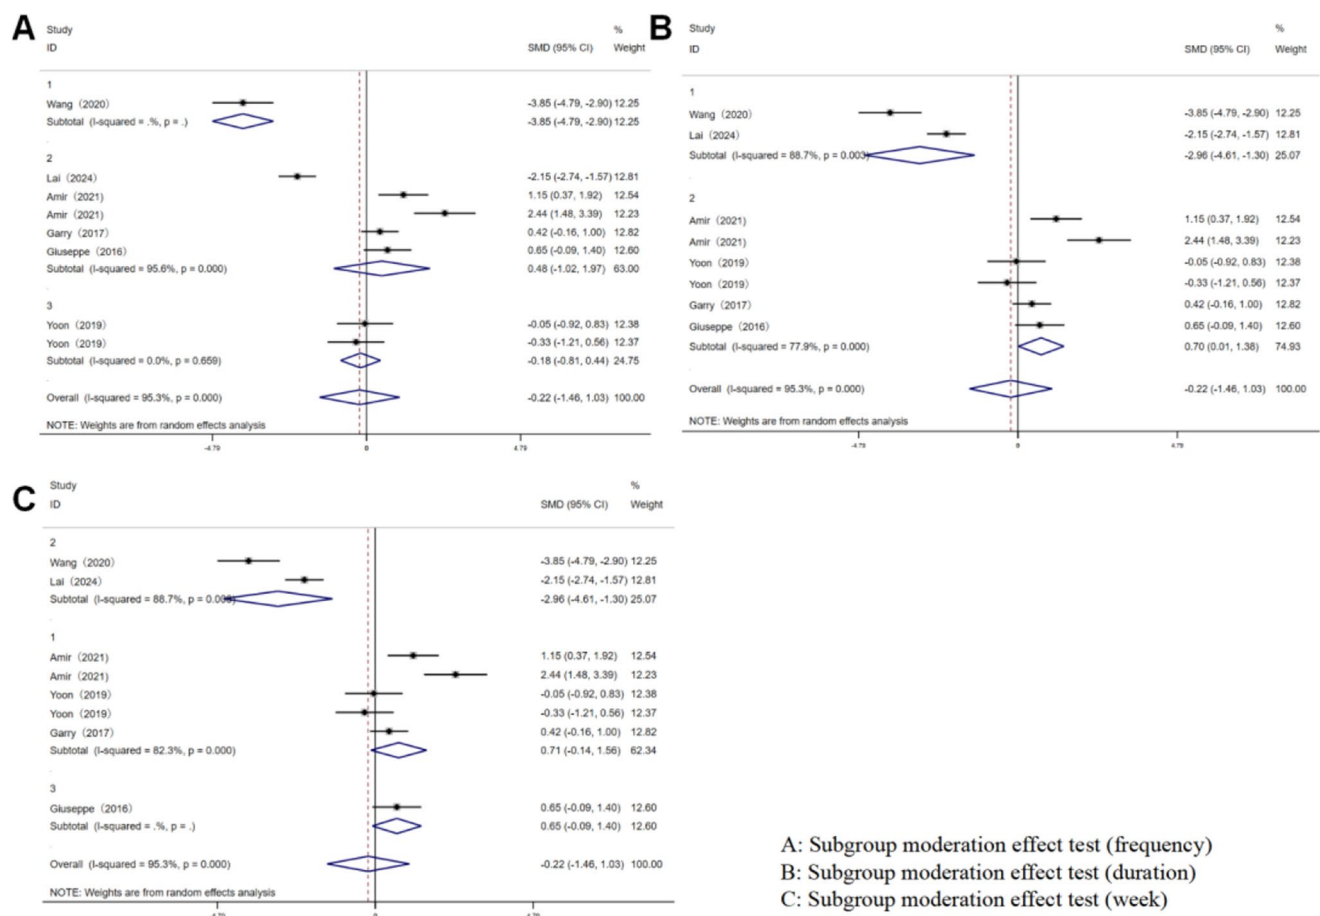 A
Study %
ID SMD (95% CI) Weight
1
Wang (2020) -3.85 (-4.79, -2.90) 12.25
Subtotal (I-squared = .%, p = .) -3.85 (-4.79, -2.90) 12.25
2
Lai (2024) -2.15 (-2.74, -1.57) 12.81
Amir (2021) 1.15 (0.37, 1.92) 12.54
Amir (2021) 2.44 (1.48, 3.39) 12.23
Garry (2017) 0.42 (-0.16, 1.00) 12.82
Giuseppe (2016) 0.65 (-0.09, 1.40) 12.60
Subtotal (I-squared = 95.6%, p = 0.000) 0.48 (-1.02, 1.97) 63.00
3
Yoon (2019) -0.05 (-0.92, 0.83) 12.38
Yoon (2019) -0.33 (-1.21, 0.56) 12.37
Subtotal (I-squared = 0.0%, p = 0.659) -0.18 (-0.81, 0.44) 24.75
Overall (I-squared = 95.3%, p = 0.000) -0.22 (-1.46, 1.03) 100.00
NOTE: Weights are from random effects analysis
-4.79 0 4.79
B
Study %
ID SMD (95% CI) Weight
1
Wang (2020) -3.85 (-4.79, -2.90) 12.25
Lai (2024) -2.15 (-2.74, -1.57) 12.81
Subtotal (I-squared = 88.7%, p = 0.003) -2.96 (-4.61, -1.30) 25.07
2
Amir (2021) 1.15 (0.37, 1.92) 12.54
Amir (2021) 2.44 (1.48, 3.39) 12.23
Yoon (2019) -0.05 (-0.92, 0.83) 12.38
Yoon (2019) -0.33 (-1.21, 0.56) 12.37
Garry (2017) 0.42 (-0.16, 1.00) 12.82
Giuseppe (2016) 0.65 (-0.09, 1.40) 12.60
Subtotal (I-squared = 77.9%, p = 0.000) 0.70 (0.01, 1.38) 74.93
Overall (I-squared = 95.3%, p = 0.000) -0.22 (-1.46, 1.03) 100.00
NOTE: Weights are from random effects analysis
-4.79 0 4.79
C
Study %
ID SMD (95% CI) Weight
2
Wang (2020) -3.85 (-4.79, -2.90) 12.25
Lai (2024) -2.15 (-2.74, -1.57) 12.81
Subtotal (I-squared = 88.7%, p = -2.96 (-4.61, -1.30) 25.07
1
Amir (2021) 1.15 (0.37, 1.92) 12.54
Amir (2021) 2.44 (1.48, 3.39) 12.23
Yoon (2019) -0.05 (-0.92, 0.83) 12.38
Yoon (2019) -0.33 (-1.21, 0.56) 12.37
Garry (2017) 0.42 (-0.16, 1.00) 12.82
Subtotal (I-squared = 82.3%, p = 0.000) 0.71 (-0.14, 1.56) 62.34
3
Giuseppe (2016) 0.65 (-0.09, 1.40) 12.60
Subtotal (I-squared = .%, p = .) 0.65 (-0.09, 1.40) 12.60
Overall (I-squared = 95.3%, p = 0.000) -0.22 (-1.46, 1.03) 100.00
NOTE: Weights are from random effects analysis
A: Subgroup moderation effect test (frequency)
B: Subgroup moderation effect test (duration)
C: Subgroup moderation effect test (week)